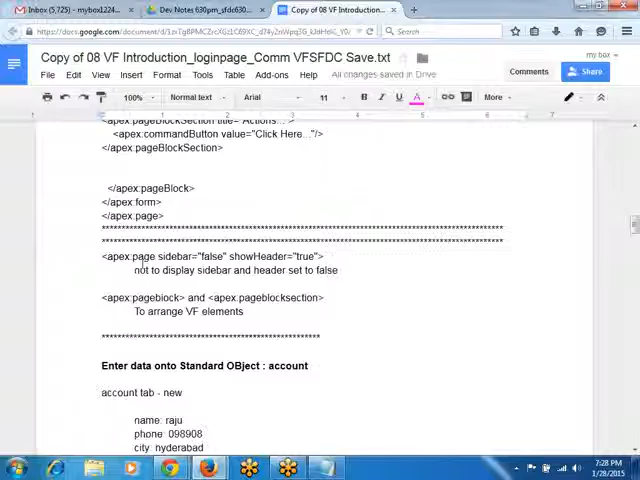 Inbox (5,725) - mybox1224...
Dev Notes 630pm_sfdc630...
Copy of 08 VF Introduction...
Search
Copy of 08 VF Introduction_loginpage_Comm VFSFDC Save.txt
my box
File Edit View Insert Format Tools Table Add-ons Help All changes saved in Drive
Comments
Share
100% Normal text Arial 11 B I U A More
<apex:pageBlockSection title="Actions...">
<apex:commandButton value="Click Here..."/>
</apex:pageBlockSection>
</apex:pageBlock>
</apex:form>
</apex:page>
<apex:page sidebar="false" showHeader="true">
not to display sidebar and header set to false
<apex:pageblock> and <apex:pageblocksection>
To arrange VF elements
Enter data onto Standard OBject : account
account tab - new
name: raju
phone: 098908
city: hyderabad
7:28 PM
1/28/2015